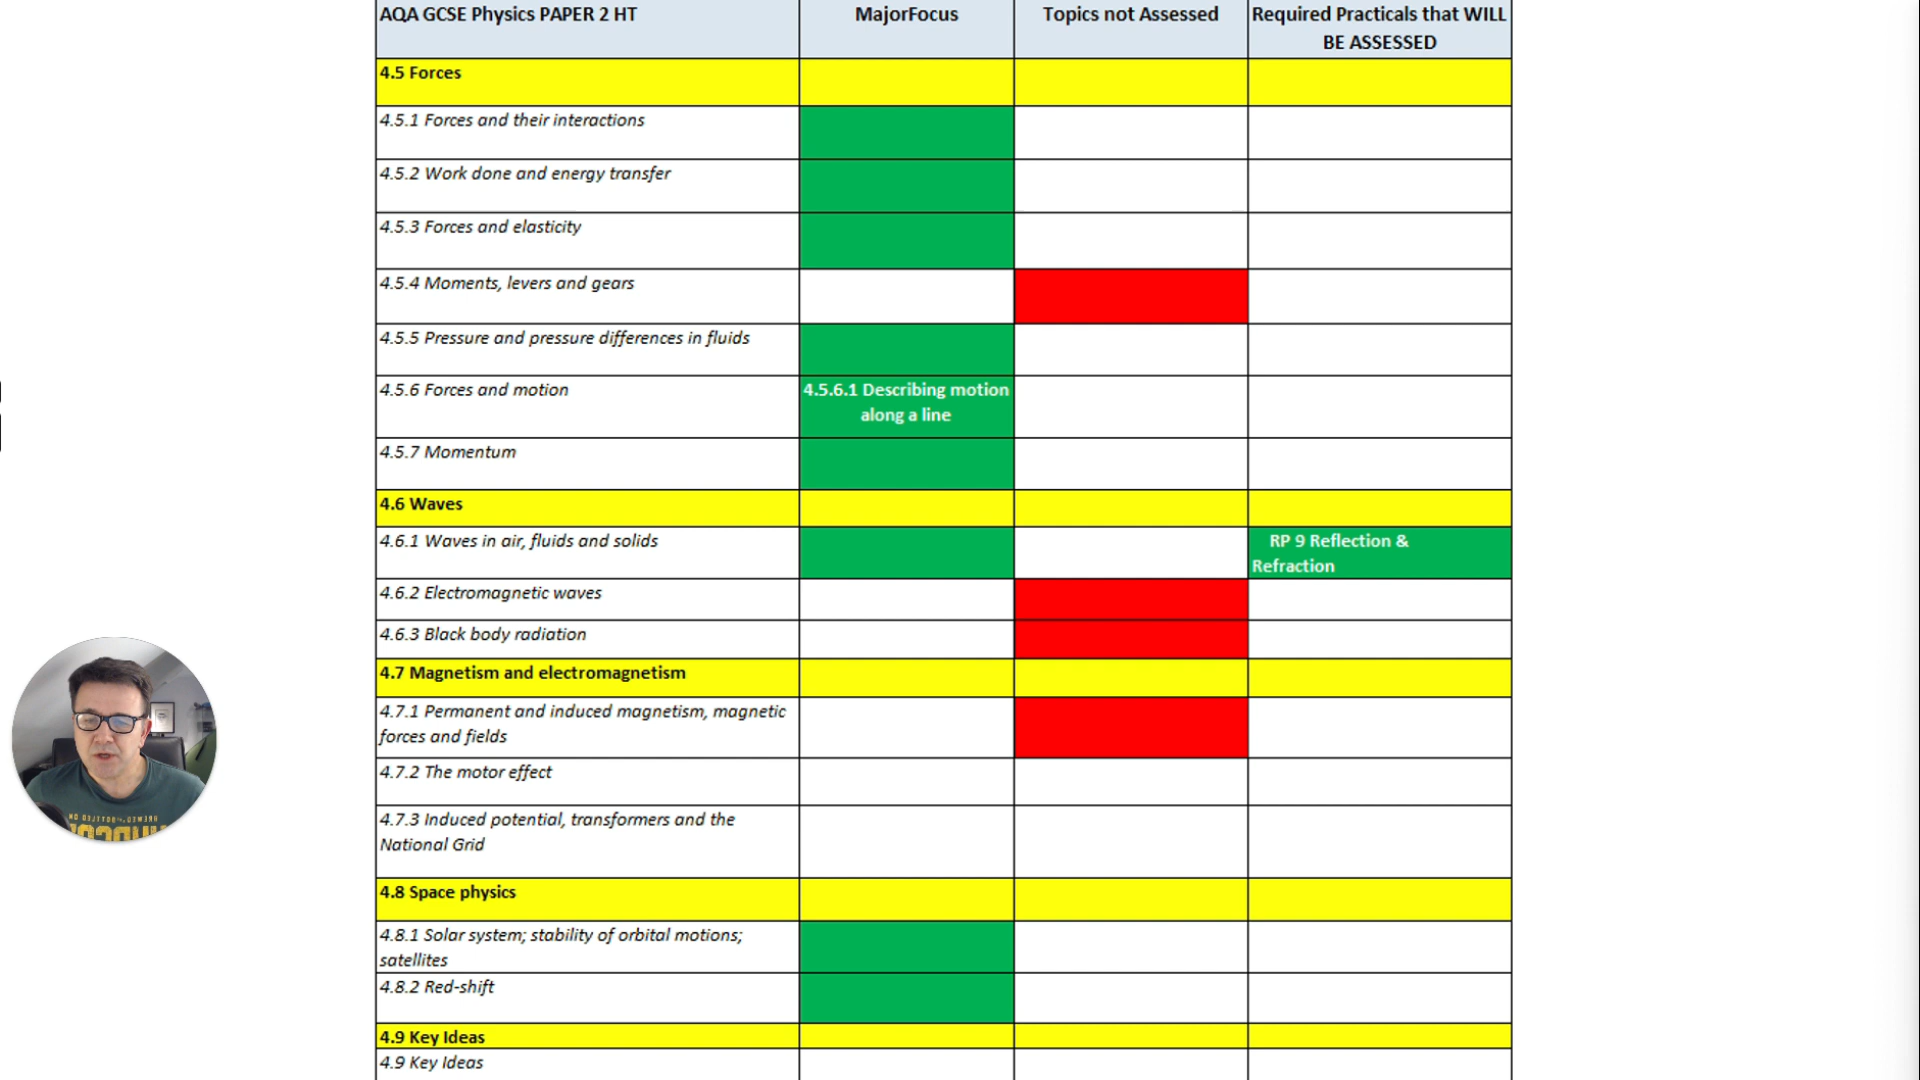 AQA GCSE Physics PAPER 2 HT
MajorFocus
Topics not Assessed
Required Practicals that WILL
BE ASSESSED
4.5 Forces
4.5.1 Forces and their interactions
4.5.2 Work done and energy transfer
4.5.3 Forces and elasticity
4.5.4 Moments, levers and gears
4.5.5 Pressure and pressure differences in fluids
4.5.6 Forces and motion
4.5.6.1 Describing motion
along a line
4.5.7 Momentum
4.6 Waves
4.6.1 Waves in air, fluids and solids
RP 9 Reflection &
Refraction
4.6.2 Electromagnetic waves
4.6.3 Black body radiation
4.7 Magnetism and electromagnetism
4.7.1 Permanent and induced magnetism, magnetic
forces and fields
4.7.2 The motor effect
4.7.3 Induced potential, transformers and the
National Grid
4.8 Space physics
4.8.1 Solar system; stability of orbital motions;
satellites
4.8.2 Red-shift
4.9 Key Ideas
4.9 Key Ideas